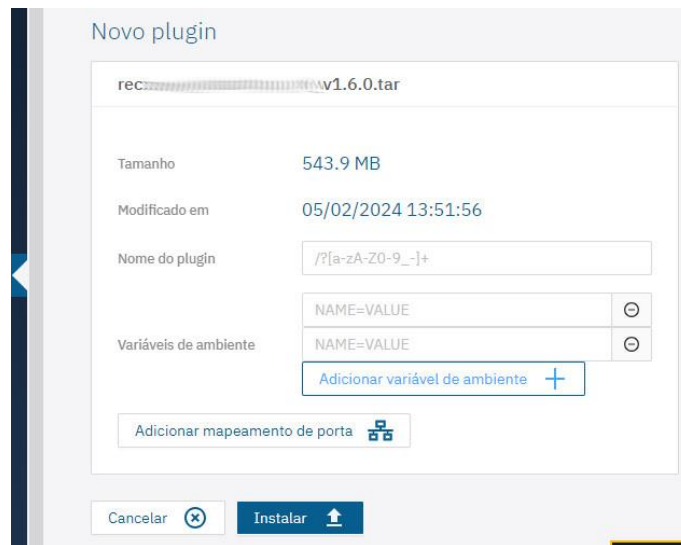 Novo plugin
v1.6.0.tar
Tamanho 543.9 MB
Modificado em 05/02/2024 13:51:56
Nome do plugin /?[a-zA-Z0-9_-]+
NAME=VALUE
Variáveis de ambiente NAME=VALUE
Adicionar variável de ambiente
Adicionar mapeamento de porta
Cancelar Instalar